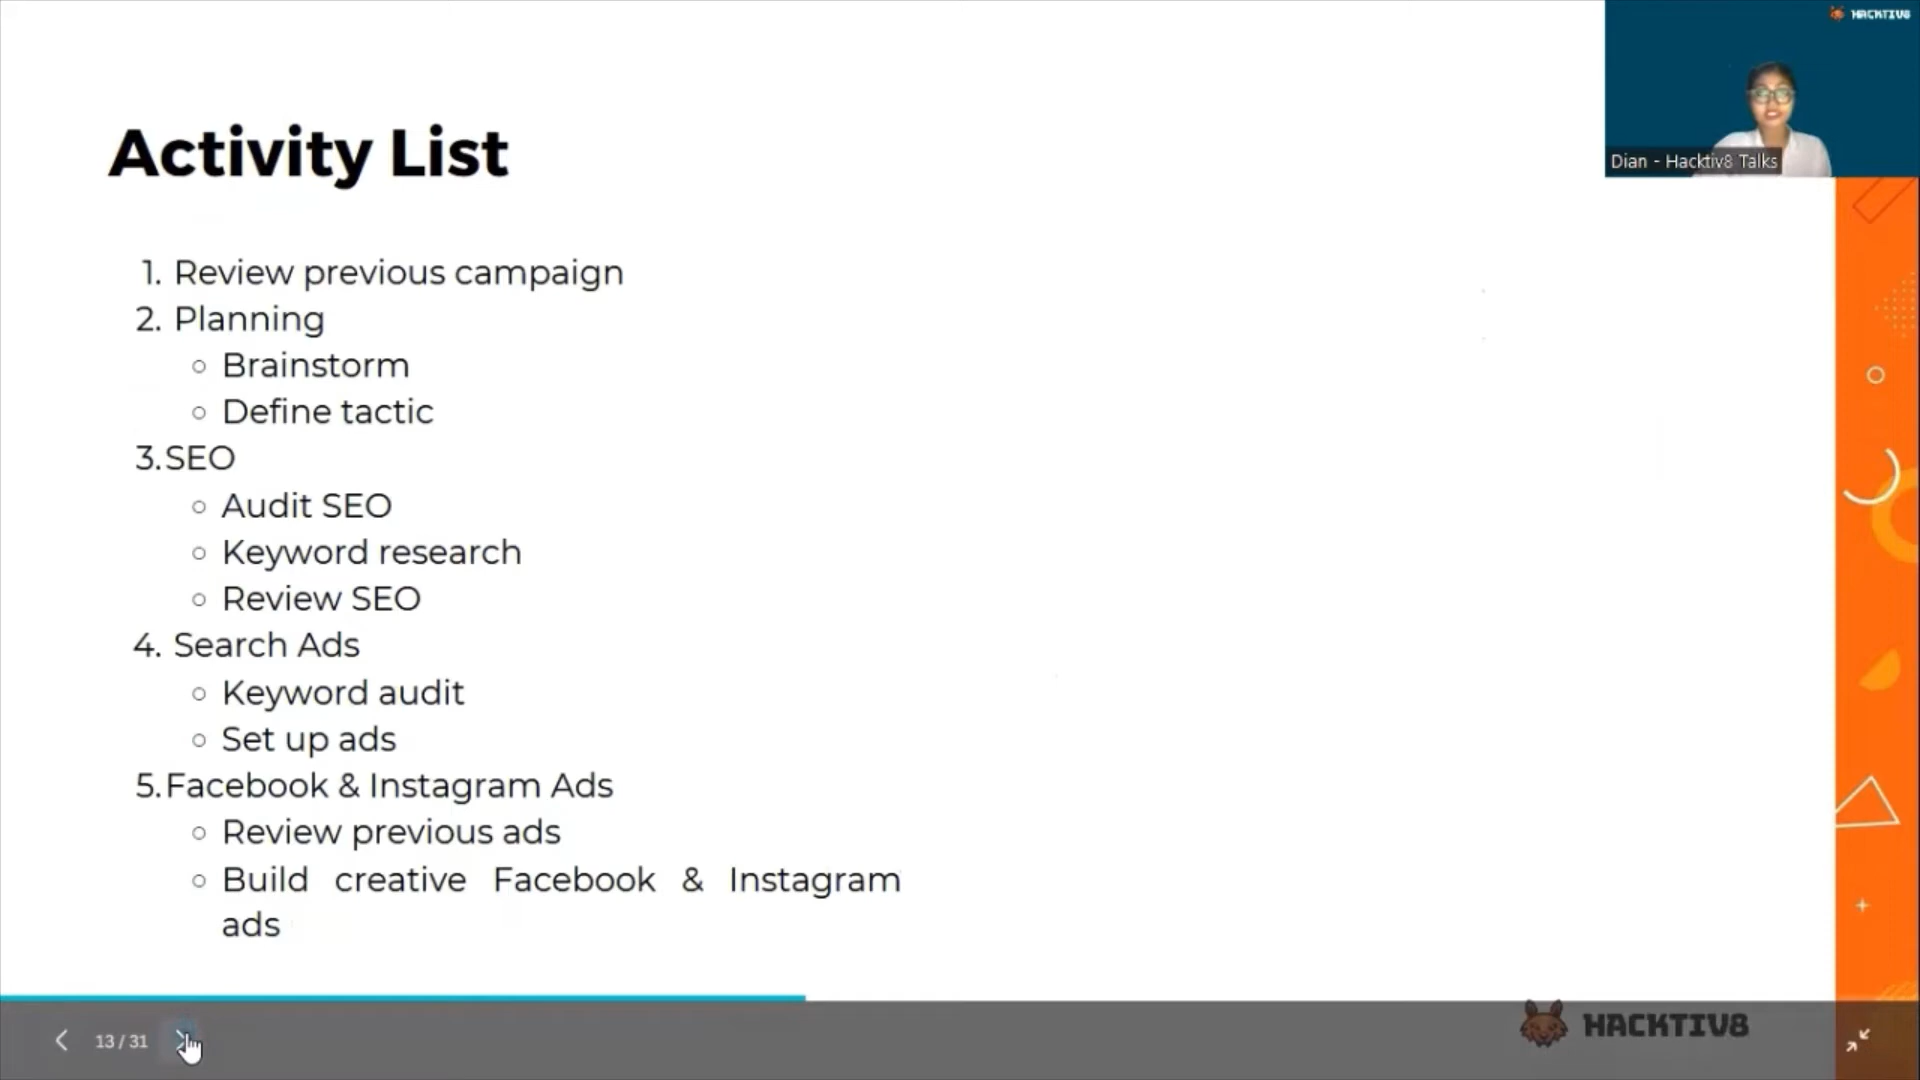 HACKTIV8
Dian - Hacktiv8 Talks
Activity List
1. Review previous campaign
2. Planning
○ Brainstorm
○ Define tactic
3.SEO
○ Audit SEO
○ Keyword research
○ Review SEO
4. Search Ads
○ Keyword audit
○ Set up ads
5.Facebook & Instagram Ads
○ Review previous ads
○ Build creative Facebook & Instagram
ads
13 / 31
HACKTIV8